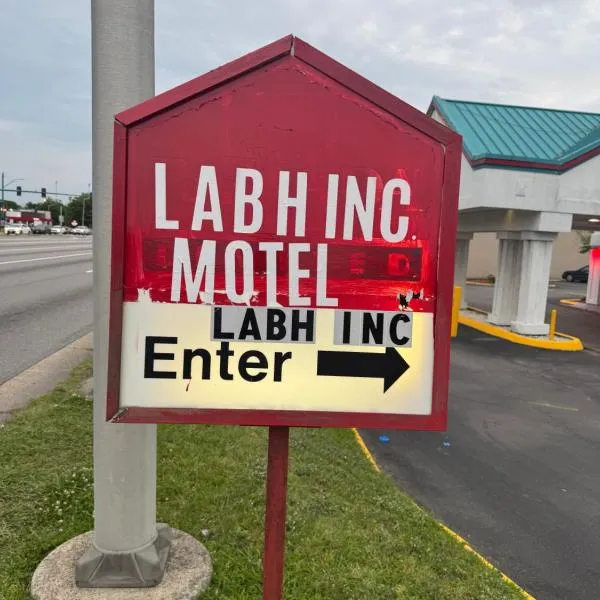 LABH INC.
MOTEL
LABH INC
Enter